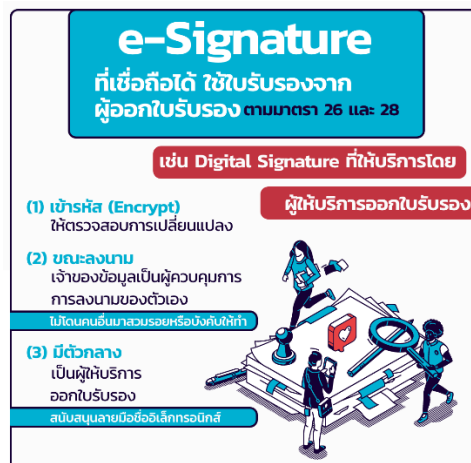 e-Signature
ที่เชื่อถือได้ ใช้ใบรับรองจาก
ผู้ออกใบรับรอง ตามมาตรา 26 และ 28
เช่น Digital Signature ที่ให้บริการโดย
ผู้ให้บริการออกใบรับรอง
(1) เข้ารหัส (Encrypt)
ให้ตรวจสอบการเปลี่ยนแปลง
(2) ขณะลงนาม
เจ้าของข้อมูลเป็นผู้ควบคุมการ
การลงนามของตัวเอง
ไม่โดนคนอื่นมาสวมรอยหรือบังคับให้ทำ
(3) มีตัวกลาง
เป็นผู้ให้บริการ
ออกใบรับรอง
สนับสนุนลายมือชื่ออิเล็กทรอนิกส์